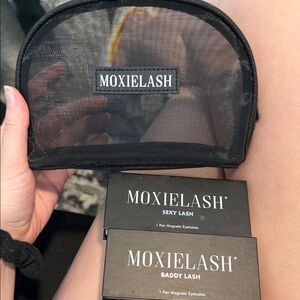 MOXIELASH
MOXIELASH®
SEXY LASH
1 Pair Magnetic Eyelashes
MOXIELASH®
BADDY LASH
1 Pair Magnetic Eyelashes